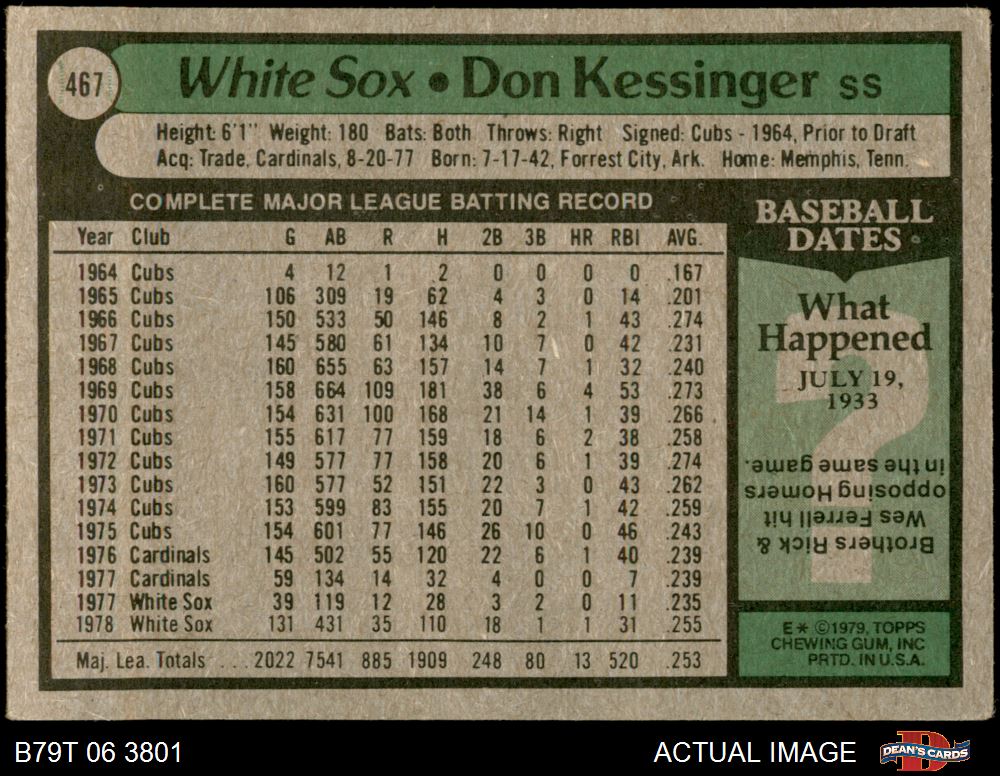 467
White Sox • Don Kessinger SS
Height: 6'1" Weight: 180 Bats: Both Throws: Right Signed: Cubs - 1964, Prior to Draft
Acq: Trade, Cardinals, 8-20-77 Born: 7-17-42, Forrest City, Ark. Home: Memphis, Tenn.
COMPLETE MAJOR LEAGUE BATTING RECORD
Year Club G AB R H 2B 3B HR RBI AVG.
1964 Cubs 4 12 1 2 0 0 0 0 .167
1965 Cubs 106 309 19 62 4 3 0 14 .201
1966 Cubs 150 533 50 146 8 2 1 43 .274
1967 Cubs 145 580 61 134 10 7 0 42 .231
1968 Cubs 160 655 63 157 14 7 1 32 .240
1969 Cubs 158 664 109 181 38 6 4 53 .273
1970 Cubs 154 631 100 168 21 14 1 39 .266
1971 Cubs 155 617 77 159 18 6 2 38 .258
1972 Cubs 149 577 77 158 20 6 1 39 .274
1973 Cubs 160 577 52 151 22 3 0 43 .262
1974 Cubs 153 599 83 155 20 7 1 42 .259
1975 Cubs 154 601 77 146 26 10 0 46 .243
1976 Cardinals 145 502 55 120 22 6 1 40 .239
1977 Cardinals 59 134 14 32 4 0 0 7 .239
1977 White Sox 39 119 12 28 3 2 0 11 .235
1978 White Sox 131 431 35 110 18 1 1 31 .255
Maj. Lea. Totals ... 2022 7541 885 1909 248 80 13 520 .253
BASEBALL
DATES
What
Happened
JULY 19,
1933
?
Brothers Rick &
Wes Ferrell hit
opposing Homers
in the same game.
E* ©1979, TOPPS
CHEWING GUM, INC
PRTD. IN U.S.A.
B79T 06 3801
ACTUAL IMAGE
D
DEAN'S CARDS